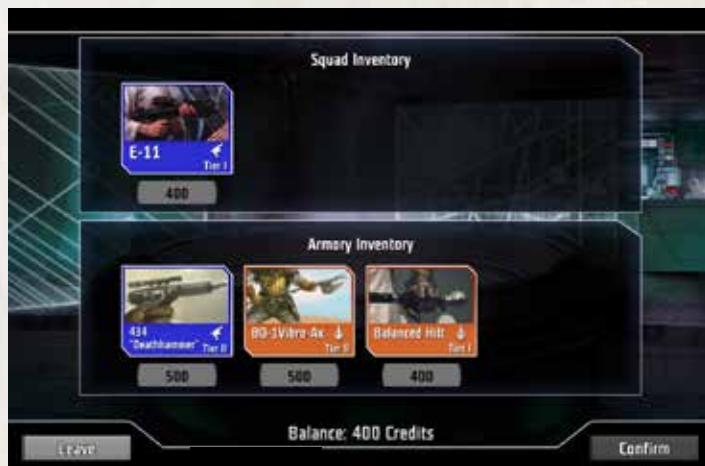 Squad Inventory
E-11
Tier I
400
Armory Inventory
434
"Deathhammer"
Tier II
BD-1 Vibro-Ax
Tier II
Balanced Hilt
Tier I
500
500
400
Balance: 400 Credits
Leave
Confirm